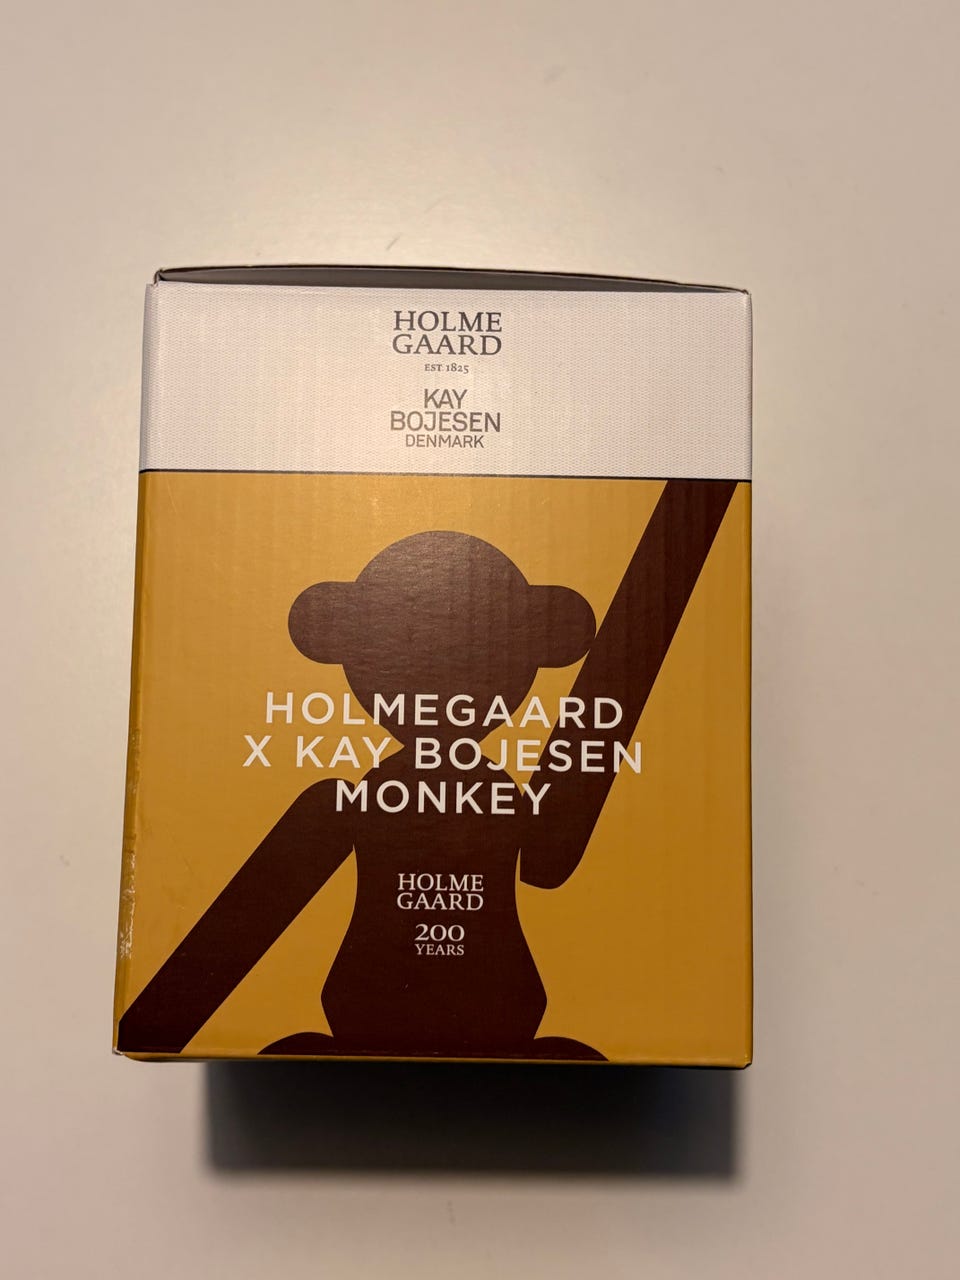 HOLME
GAARD
EST. 1825
KAY
BOJESEN
DENMARK
HOLMEGAARD
X KAY BOJESEN
MONKEY
HOLME
GAARD
200
YEARS